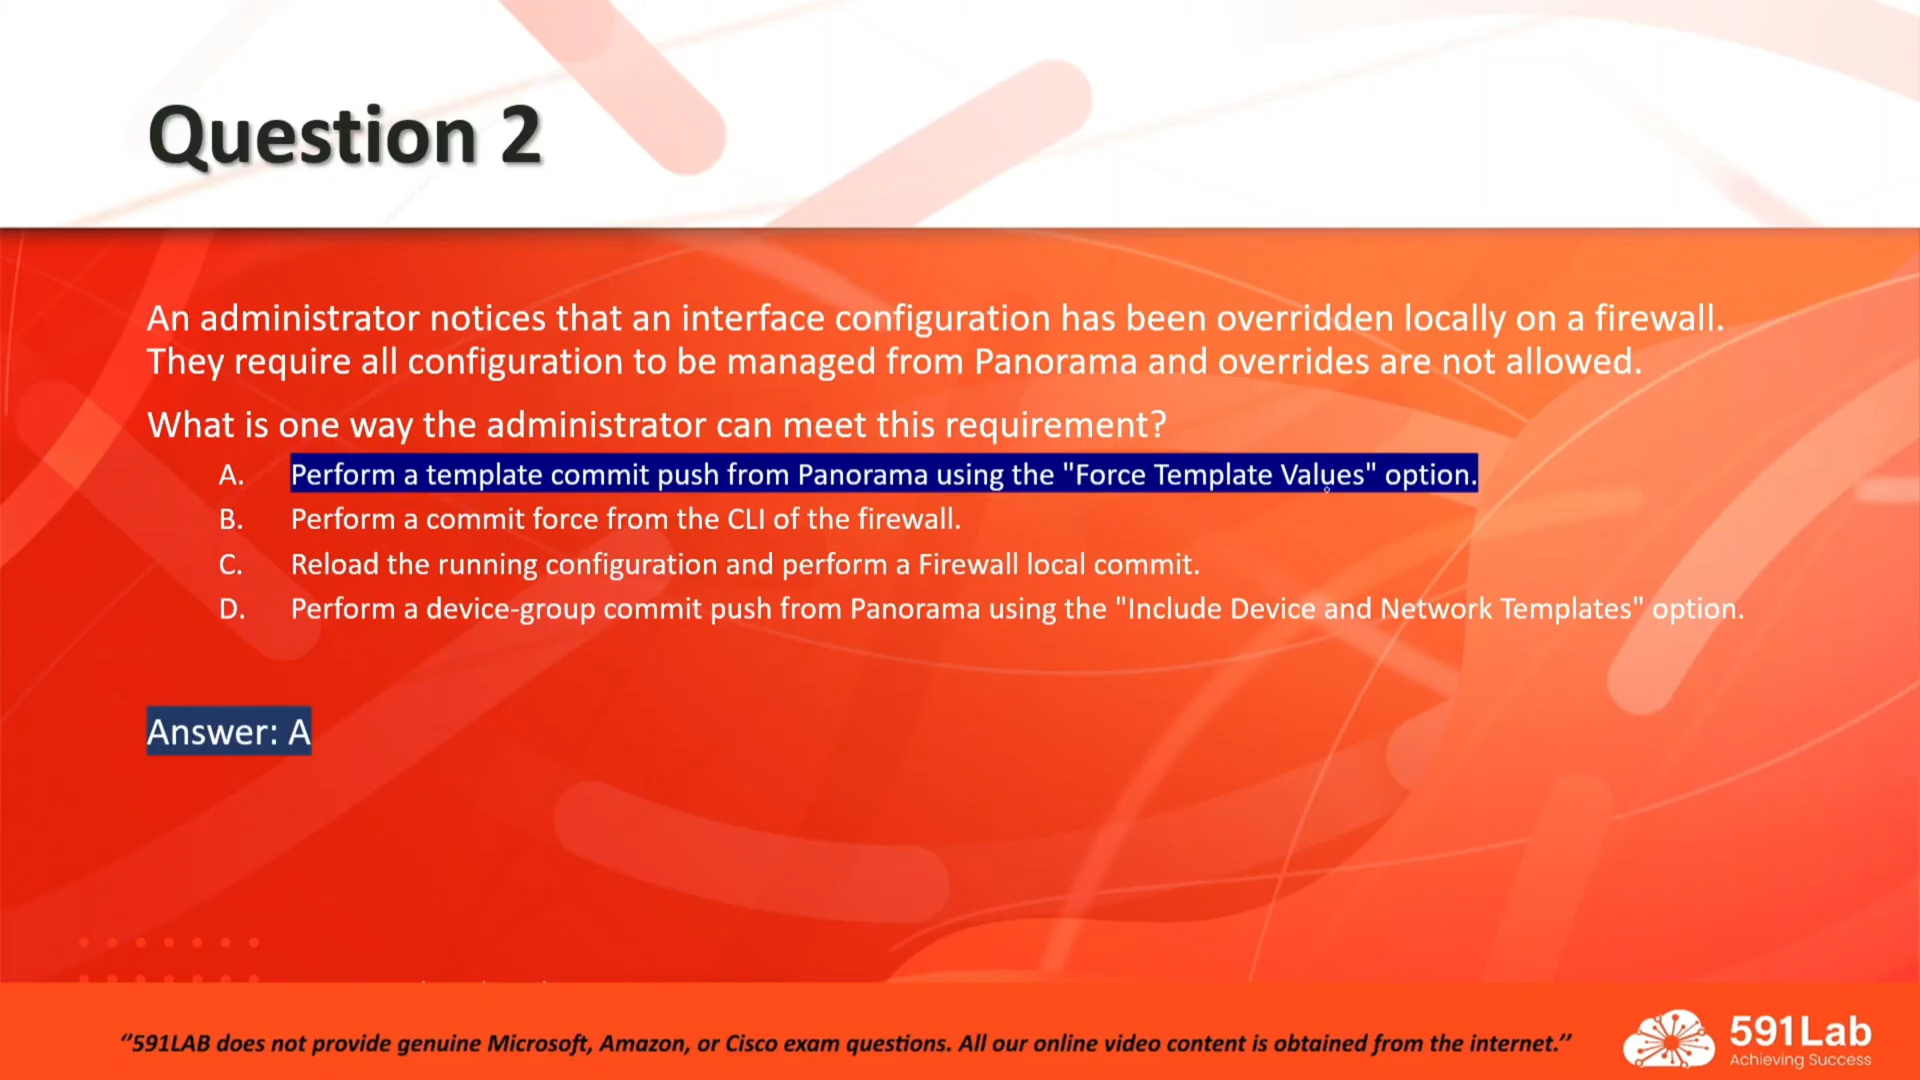 Question 2
An administrator notices that an interface configuration has been overridden locally on a firewall.
They require all configuration to be managed from Panorama and overrides are not allowed.
What is one way the administrator can meet this requirement?
A. Perform a template commit push from Panorama using the "Force Template Values" option.
B. Perform a commit force from the CLI of the firewall.
C. Reload the running configuration and perform a Firewall local commit.
D. Perform a device-group commit push from Panorama using the "Include Device and Network Templates" option.
Answer: A
“591LAB does not provide genuine Microsoft, Amazon, or Cisco exam questions. All our online video content is obtained from the internet.”
591Lab
Achieving Success